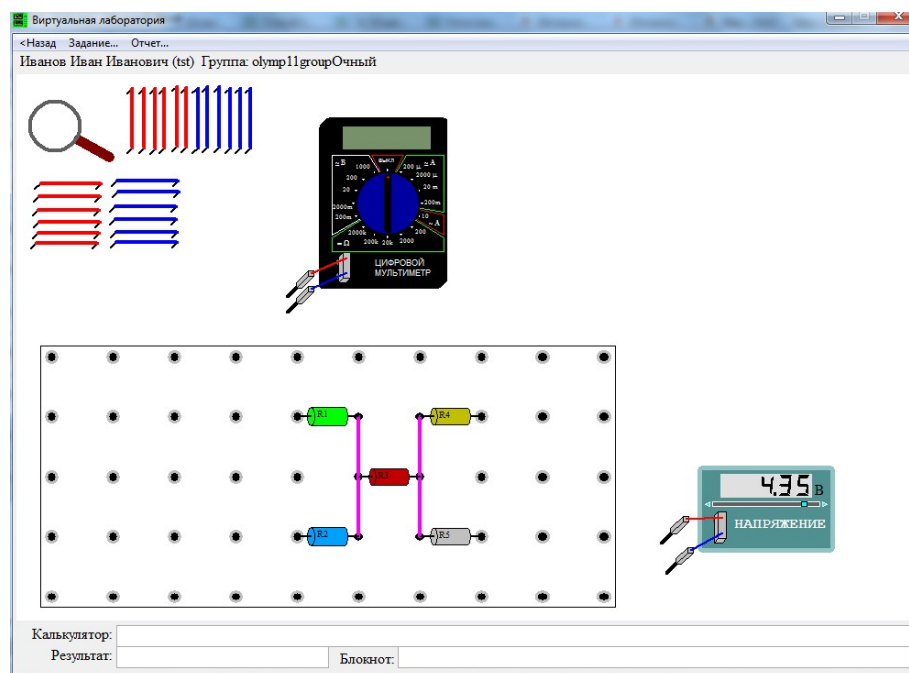 Виртуальная лаборатория
<Назад Задание... Отчет...
Иванов Иван Иванович (tst) Группа: olymp11groupОчный
≃В 1000 выкл 200 μ ≃А
200 2000 μ
20 20 m
2000m 200m
200m 10 ~А
2000k 200
=Ω 200k 20k 2000
ЦИФРОВОЙ
МУЛЬТИМЕТР
R1 R4
R3
R2 R5
4.35 В
НАПРЯЖЕНИЕ
Калькулятор:
Результат: Блокнот: